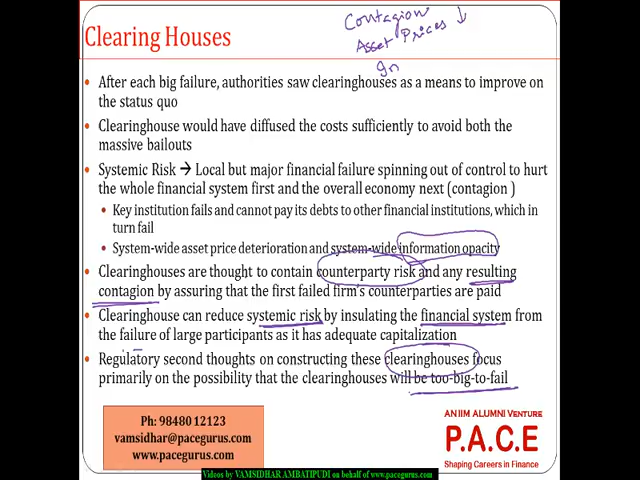 Contagion
Asset Prices ↓
Clearing Houses
• After each big failure, authorities saw clearinghouses as a means to improve on
the status quo
• Clearinghouse would have diffused the costs sufficiently to avoid both the
massive bailouts
• Systemic Risk → Local but major financial failure spinning out of control to hurt
the whole financial system first and the overall economy next (contagion )
• Key institution fails and cannot pay its debts to other financial institutions, which in
turn fail
• System-wide asset price deterioration and system-wide information opacity
• Clearinghouses are thought to contain counterparty risk and any resulting
contagion by assuring that the first failed firm's counterparties are paid
• Clearinghouse can reduce systemic risk by insulating the financial system from
the failure of large participants as it has adequate capitalization
• Regulatory second thoughts on constructing these clearinghouses focus
primarily on the possibility that the clearinghouses will be too-big-to-fail
Ph: 98480 12123
vamsidhar@pacegurus.com
www.pacegurus.com
AN IIM ALUMNI VENTURE
P.A.C.E
Shaping Careers in Finance
Videos by VAMSIDHAR AMBATIPUDI on behalf of www.pacegurus.com